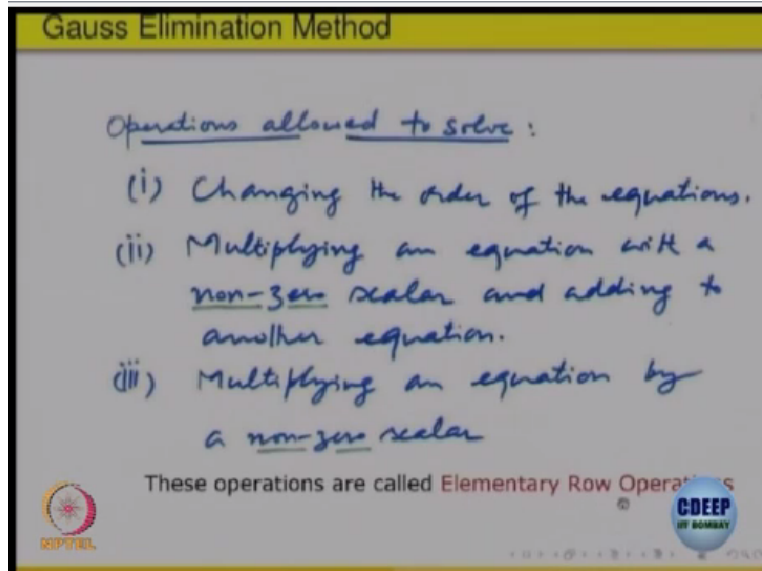 Gauss Elimination Method
Operations allowed to solve :
(i) Changing the order of the equations.
(ii) Multiplying an equation with a
non-zero scalar and adding to
another equation.
(iii) Multiplying an equation by
a non-zero scalar
These operations are called Elementary Row Operations
NPTEL
CDEEP
IIT BOMBAY